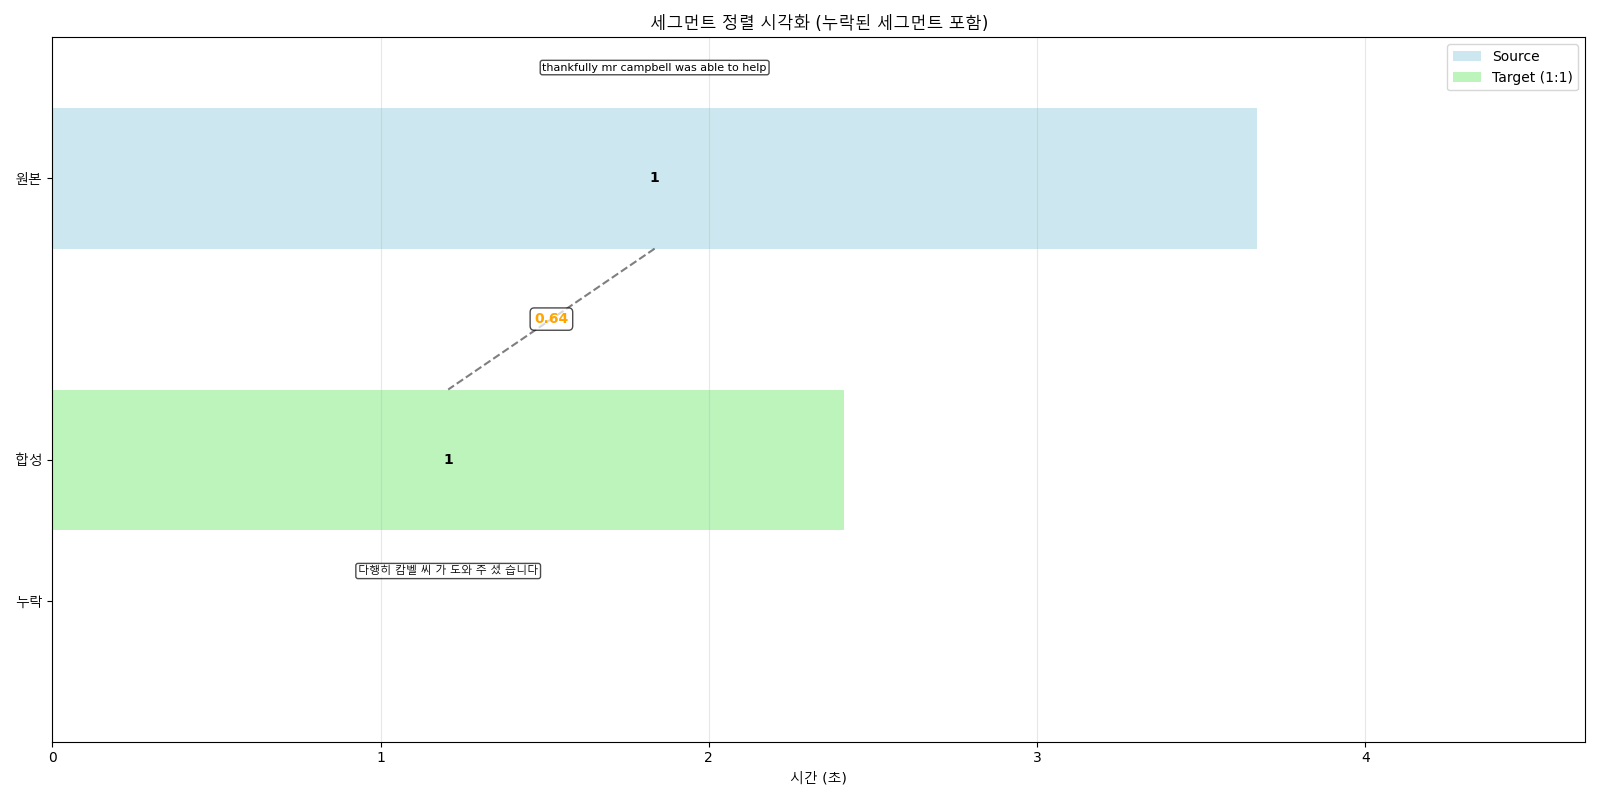 세그먼트 정렬 시각화 (누락된 세그먼트 포함)
thankfully mr campbell was able to help
Source
Target (1:1)
원본
1
0.64
합성
1
다행히 캄벨 씨 가 도와 주 셨 습니다
누락
0 1 2 3 4
시간 (초)